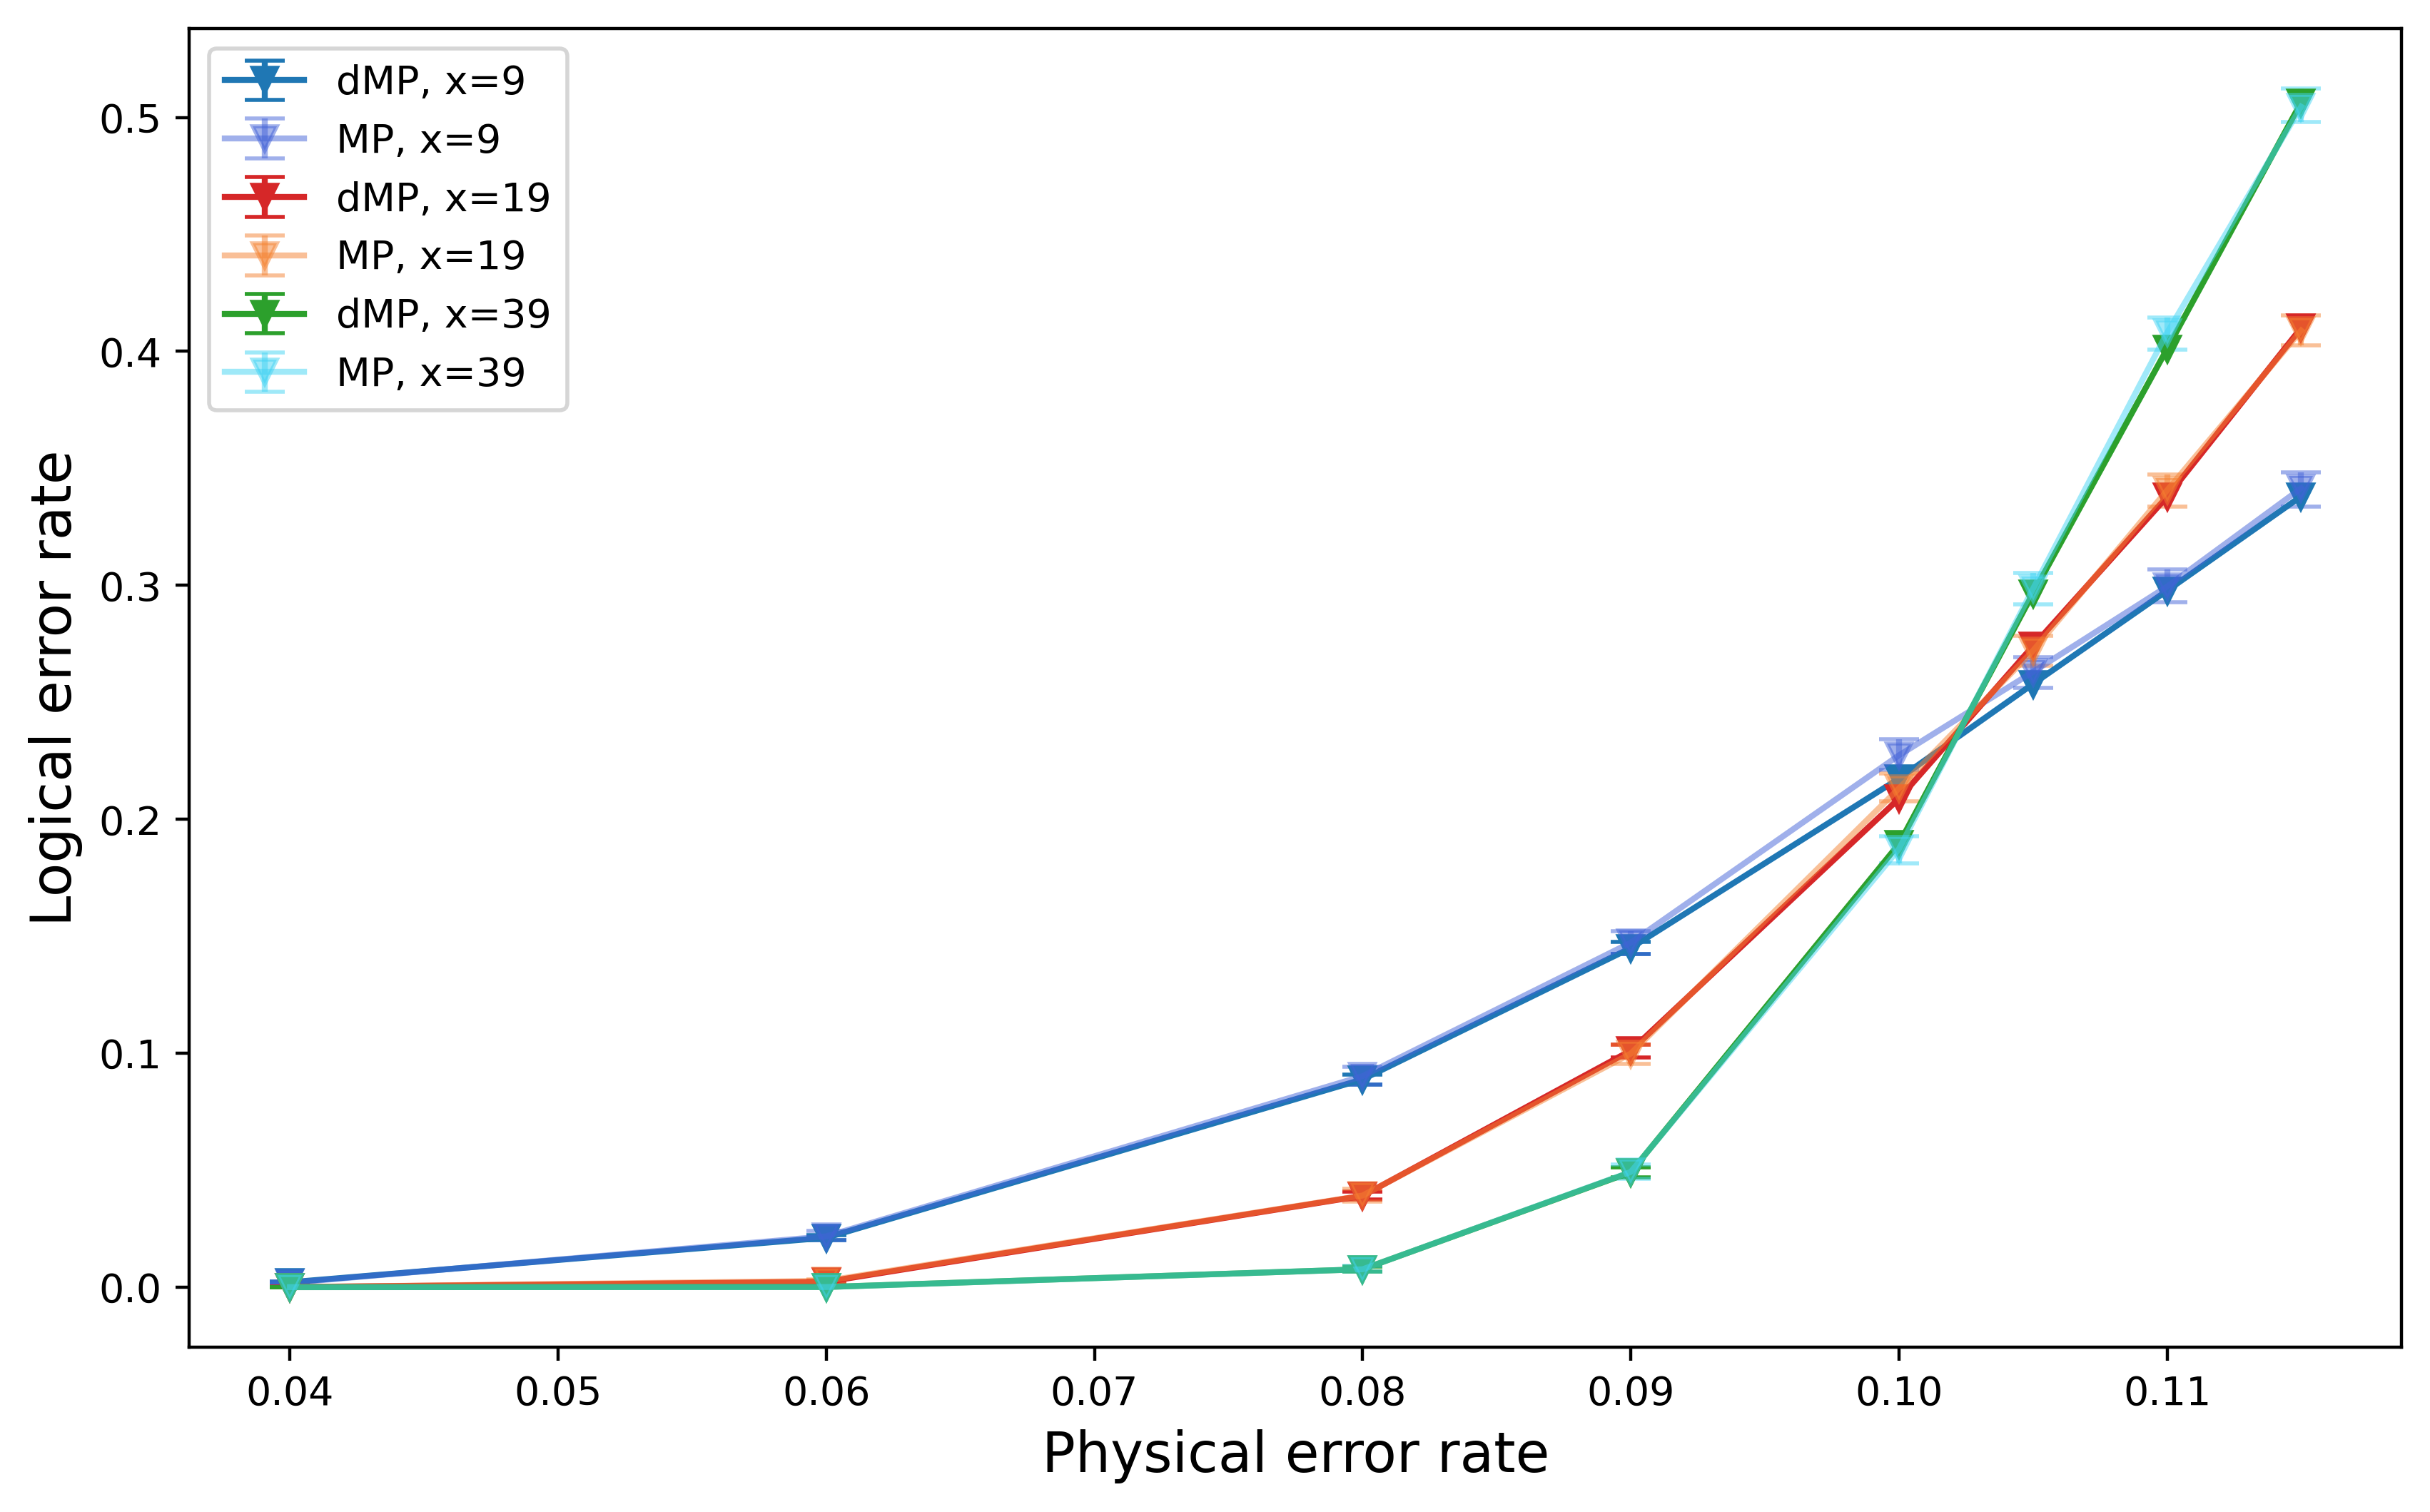 dMP, x=9
MP, x=9
dMP, x=19
MP, x=19
dMP, x=39
MP, x=39
Logical error rate
0.5
0.4
0.3
0.2
0.1
0.0
0.04 0.05 0.06 0.07 0.08 0.09 0.10 0.11
Physical error rate